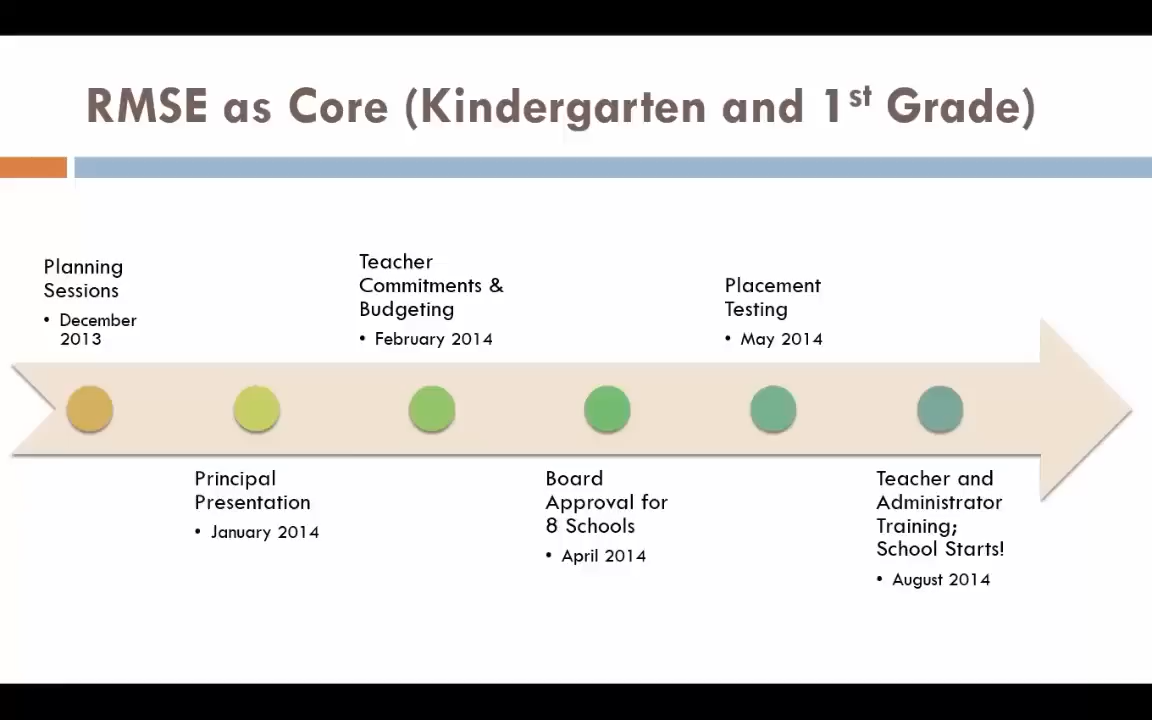 RMSE as Core (Kindergarten and 1st Grade)
Planning
Sessions
• December
2013
Principal
Presentation
• January 2014
Teacher
Commitments &
Budgeting
• February 2014
Board
Approval for
8 Schools
• April 2014
Placement
Testing
• May 2014
Teacher and
Administrator
Training;
School Starts!
• August 2014